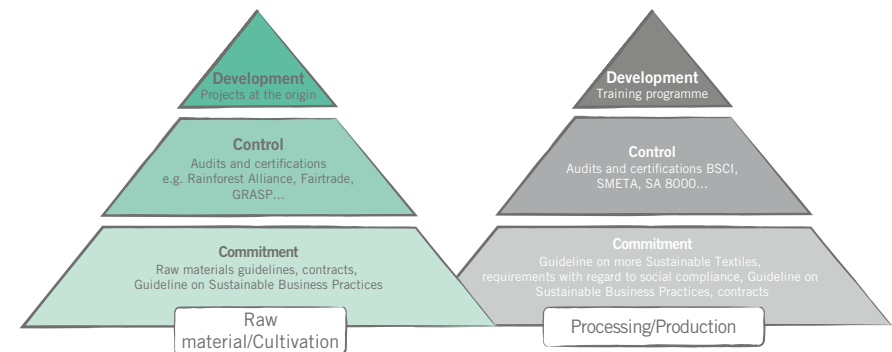 Development
Projects at the origin
Control
Audits and certifications
e.g. Rainforest Alliance, Fairtrade,
GRASP...
Commitment
Raw materials guidelines, contracts,
Guideline on Sustainable Business Practices
Raw
material/Cultivation
Development
Training programme
Control
Audits and certifications BSCI,
SMETA, SA 8000...
Commitment
Guideline on more Sustainable Textiles,
requirements with regard to social compliance, Guideline on
Sustainable Business Practices, contracts
Processing/Production